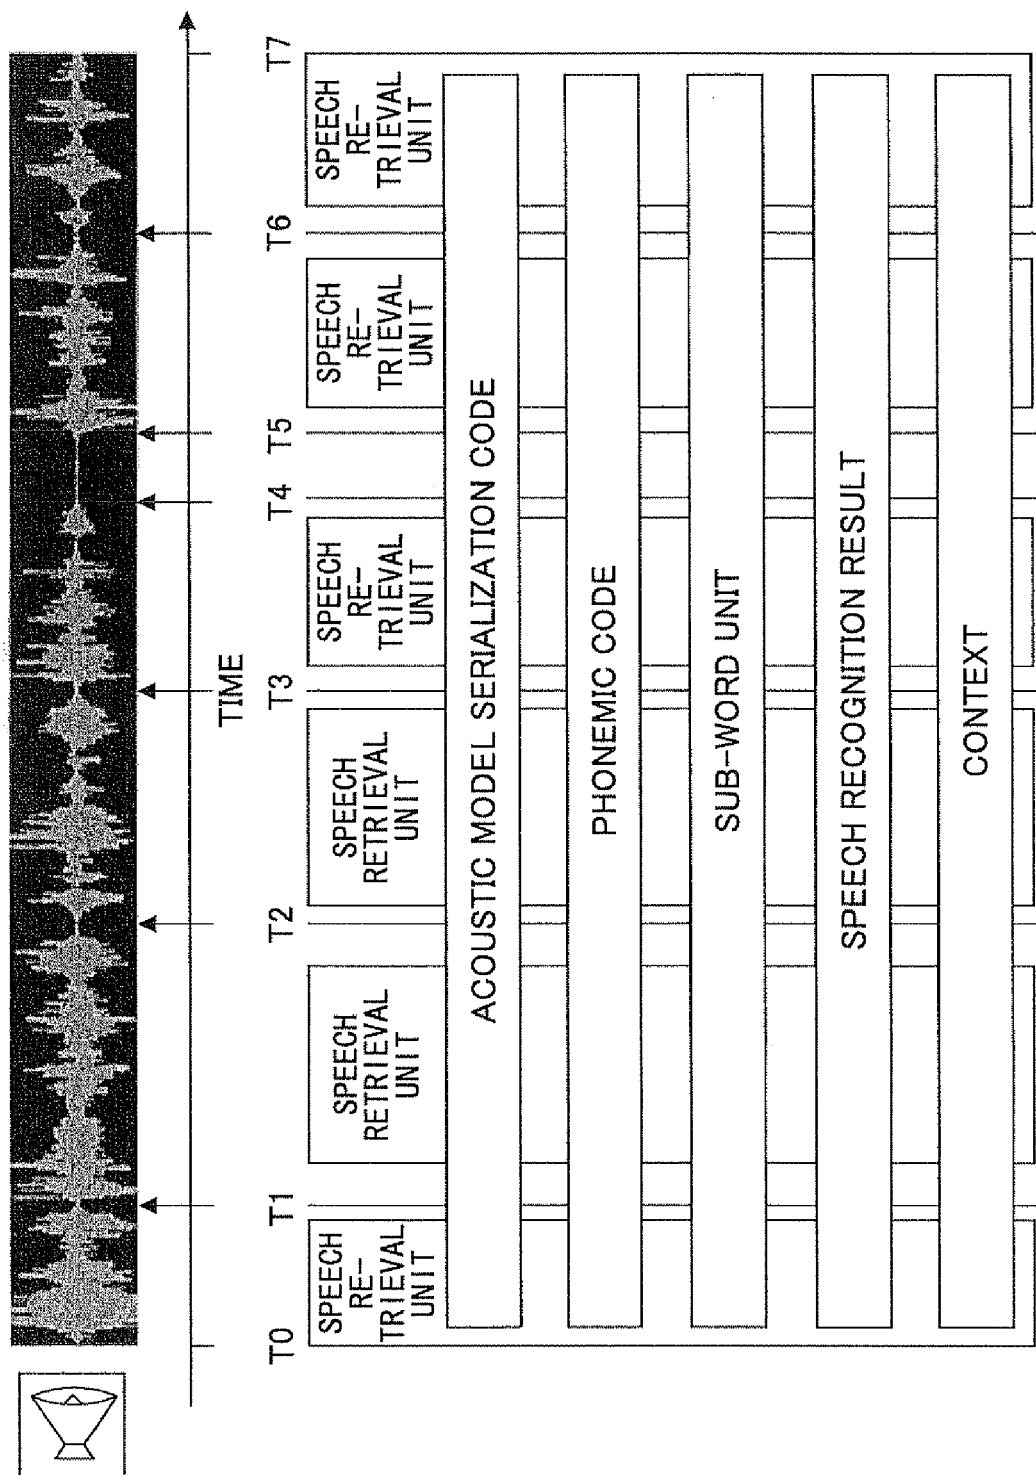 TIME
T0
T1
T2
T3
T4
T5
T6
T7
SPEECH
RE-
TRIEVAL
UNIT
SPEECH
RETRIEVAL
UNIT
SPEECH
RETRIEVAL
UNIT
SPEECH
RE-
TRIEVAL
UNIT
SPEECH
RE-
TRIEVAL
UNIT
SPEECH
RE-
TRIEVAL
UNIT
ACOUSTIC MODEL SERIALIZATION CODE
PHONEMIC CODE
SUB-WORD UNIT
SPEECH RECOGNITION RESULT
CONTEXT